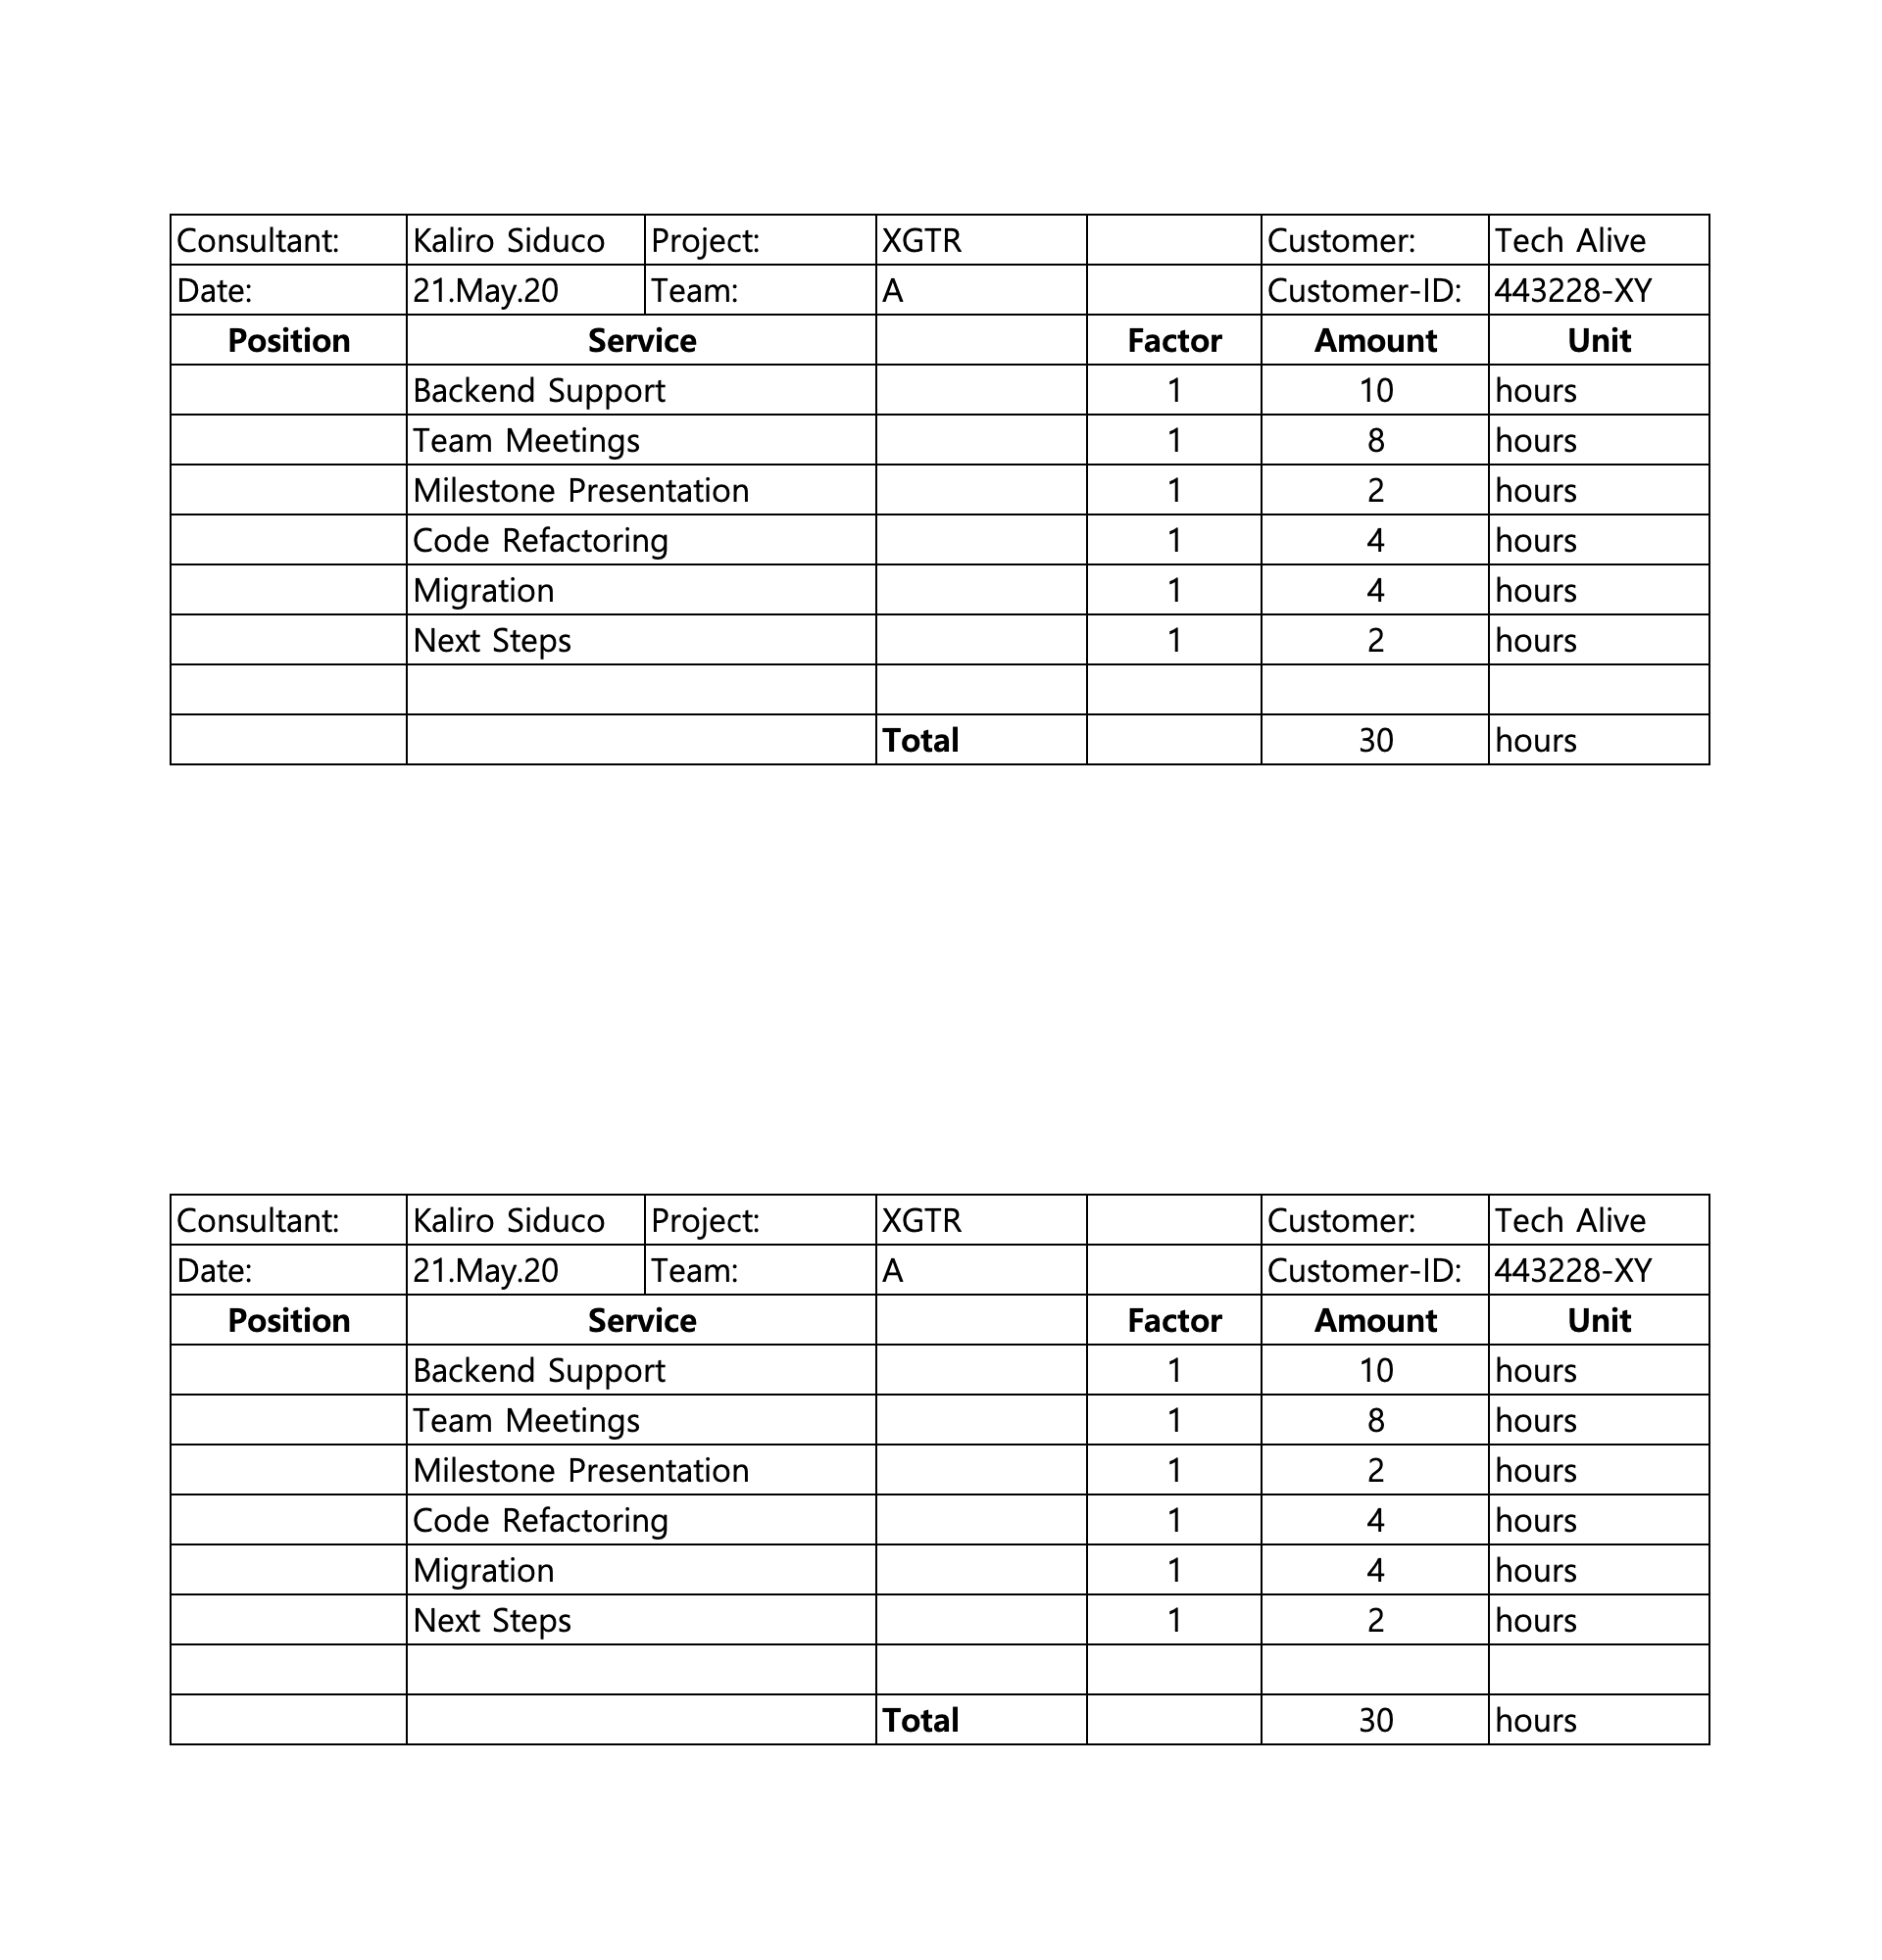 Consultant: Kaliro Siduco Project: XGTR Customer: Tech Alive
Date: 21.May.20 Team: A Customer-ID: 443228-XY
Position Service Factor Amount Unit
Backend Support 1 10 hours
Team Meetings 1 8 hours
Milestone Presentation 1 2 hours
Code Refactoring 1 4 hours
Migration 1 4 hours
Next Steps 1 2 hours
Total 30 hours
Consultant: Kaliro Siduco Project: XGTR Customer: Tech Alive
Date: 21.May.20 Team: A Customer-ID: 443228-XY
Position Service Factor Amount Unit
Backend Support 1 10 hours
Team Meetings 1 8 hours
Milestone Presentation 1 2 hours
Code Refactoring 1 4 hours
Migration 1 4 hours
Next Steps 1 2 hours
Total 30 hours